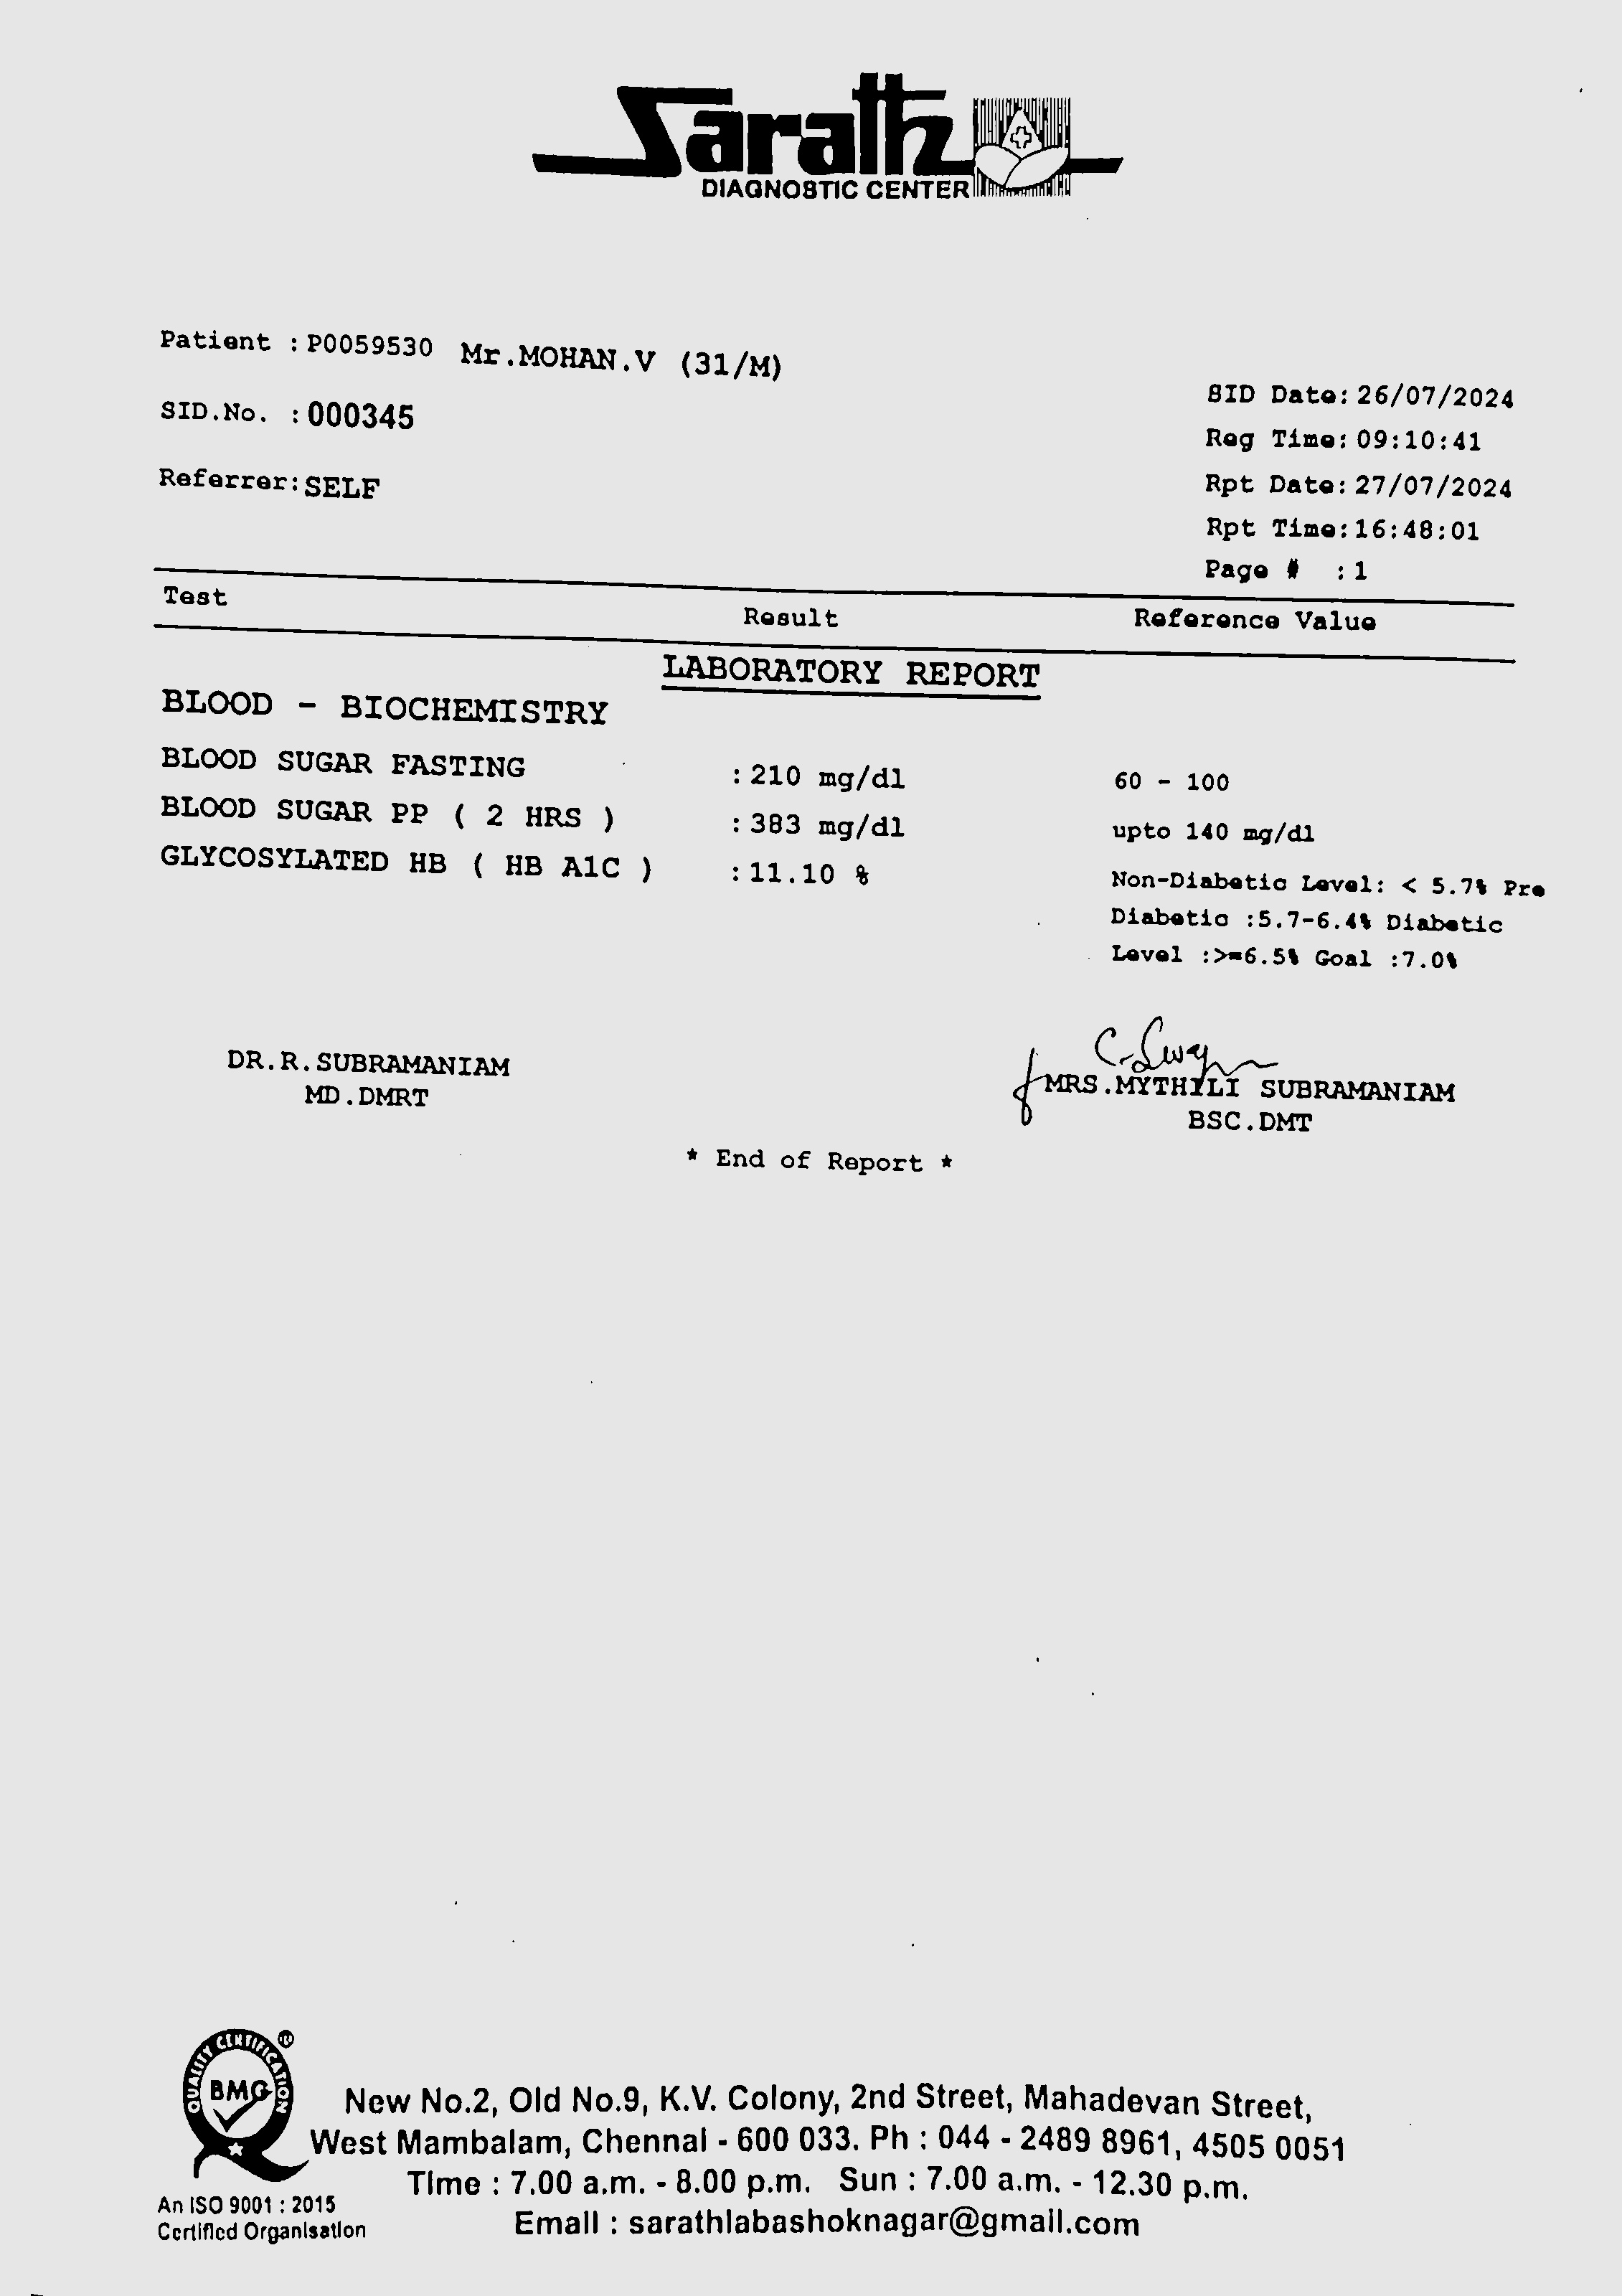 Sarath
DIAGNOSTIC CENTER
Patient : P0059530 Mr.MOHAN.V (31/M)
SID.No. : 000345
Referrer: SELF
SID Date: 26/07/2024
Reg Time: 09:10:41
Rpt Date: 27/07/2024
Rpt Time: 16:48:01
Page # : 1
Test Result Reference Value
LABORATORY REPORT
BLOOD - BIOCHEMISTRY
BLOOD SUGAR FASTING : 210 mg/dl 60 - 100
BLOOD SUGAR PP ( 2 HRS ) : 383 mg/dl upto 140 mg/dl
GLYCOSYLATED HB ( HB A1C ) : 11.10 % Non-Diabetic Level: < 5.7% Pre
Diabetic :5.7-6.4% Diabetic
Level :>=6.5% Goal :7.0%
DR.R.SUBRAMANIAM
MD.DMRT
MRS.MYTHILI SUBRAMANIAM
BSC.DMT
* End of Report *
QUALITY CERTIFICATION
BMG
An ISO 9001 : 2015
Certified Organisation
New No.2, Old No.9, K.V. Colony, 2nd Street, Mahadevan Street,
West Mambalam, Chennai - 600 033. Ph : 044 - 2489 8961, 4505 0051
Time : 7.00 a.m. - 8.00 p.m. Sun : 7.00 a.m. - 12.30 p.m.
Email : sarathlabashoknagar@gmail.com